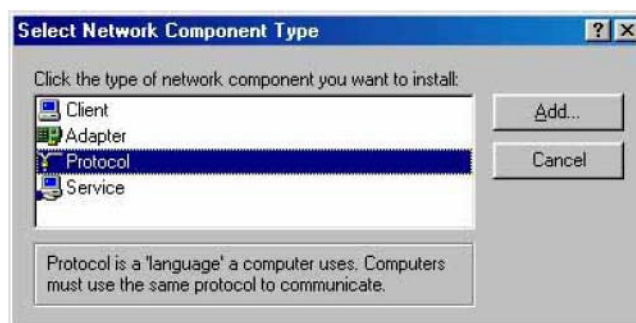 Select Network Component Type
Click the type of network component you want to install:
Client
Adapter
Protocol
Service
Add...
Cancel
Protocol is a 'language' a computer uses. Computers
must use the same protocol to communicate.